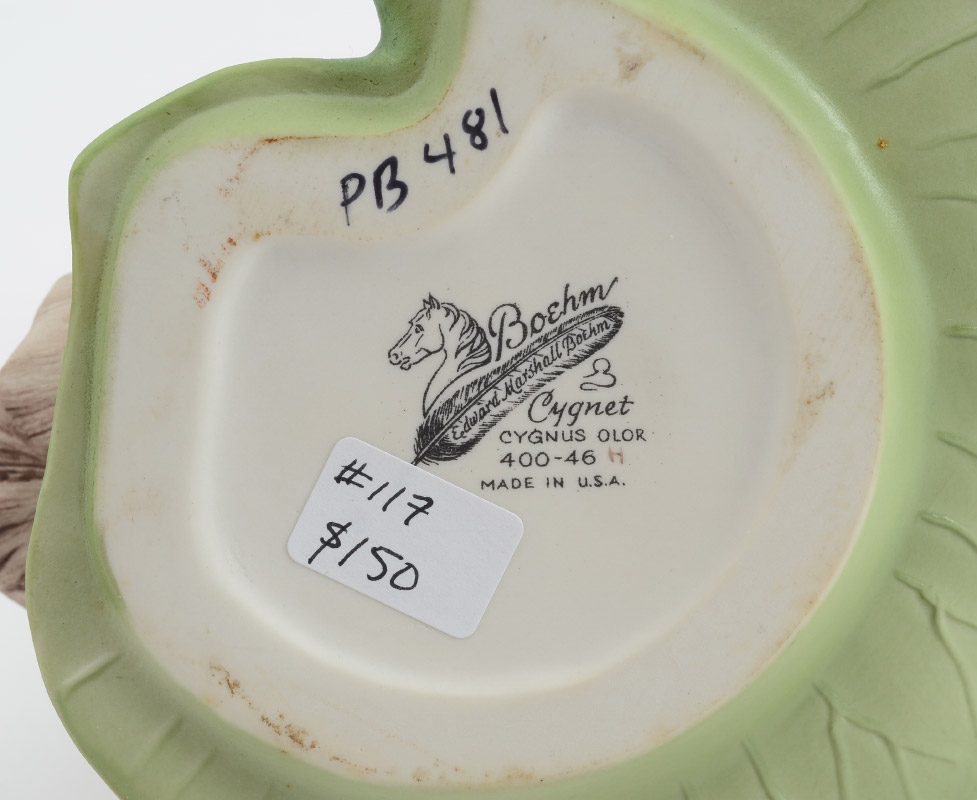 PB 481
Boehm
Edward Marshall Boehm
Cygnet
CYGNUS OLOR
400-46 H
MADE IN U.S.A.
#117
$150